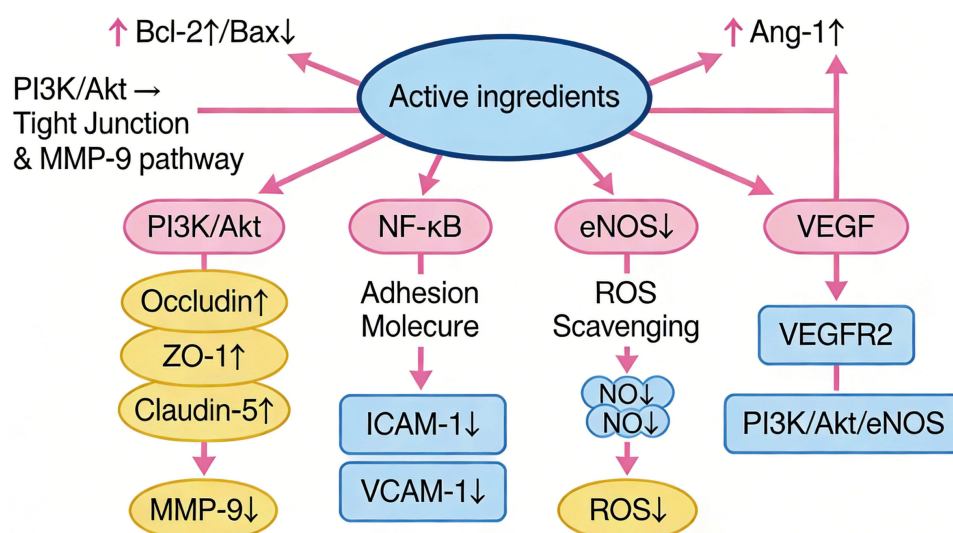 ↑ Bcl-2↑/Bax↓
↑ Ang-1↑
Active ingredients
PI3K/Akt →
Tight Junction
& MMP-9 pathway
PI3K/Akt
NF-κB
eNOS↓
VEGF
Occludin↑
ZO-1↑
Claudin-5↑
MMP-9↓
Adhesion
Molecure
ICAM-1↓
VCAM-1↓
ROS
Scavenging
NO↓
NO↓
ROS↓
VEGFR2
PI3K/Akt/eNOS